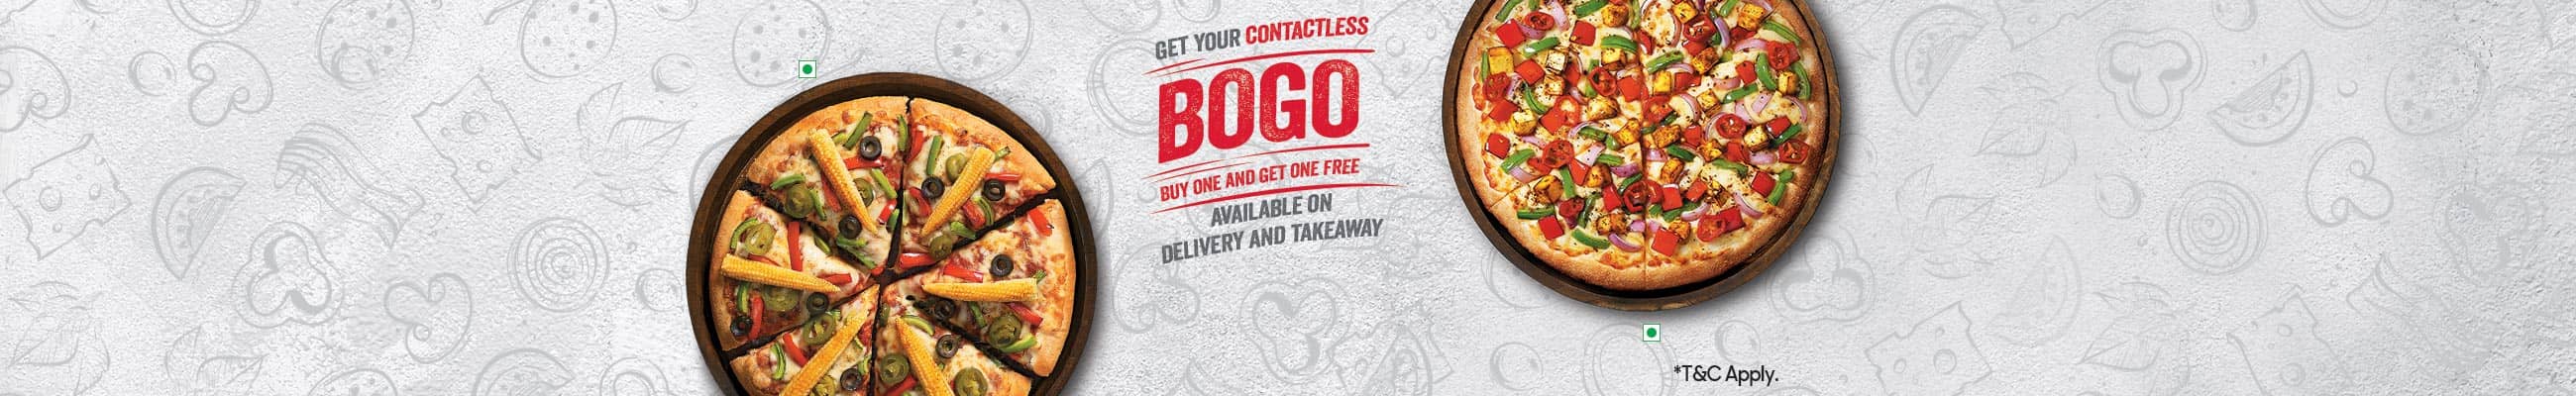 GET YOUR CONTACTLESS
BOGO
BUY ONE AND GET ONE FREE
AVAILABLE ON
DELIVERY AND TAKEAWAY
*T&C Apply.